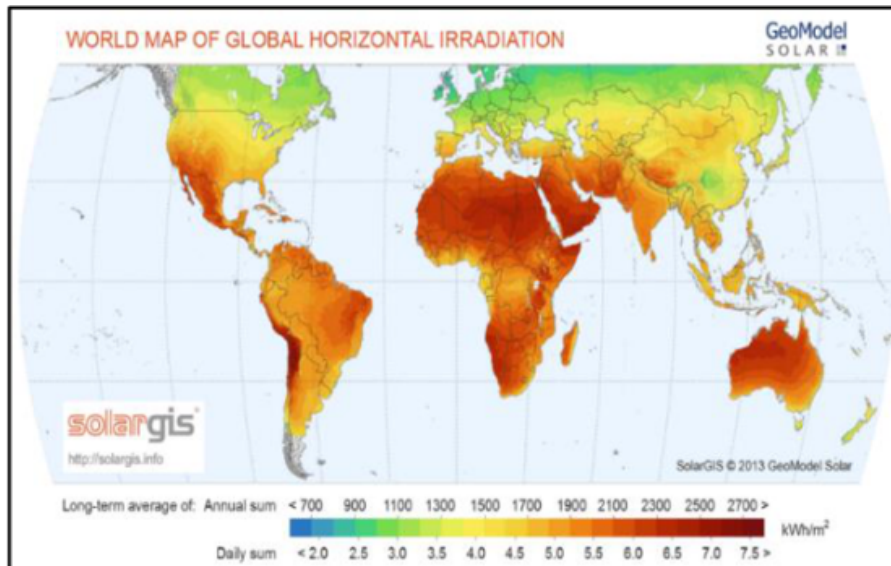 WORLD MAP OF GLOBAL HORIZONTAL IRRADIATION
GeoModel
SOLAR
solargis
http://solargis.info
SolarGIS © 2013 GeoModel Solar
Long-term average of: Annual sum < 700 900 1100 1300 1500 1700 1900 2100 2300 2500 2700 >
kWh/m²
Daily sum < 2.0 2.5 3.0 3.5 4.0 4.5 5.0 5.5 6.0 6.5 7.0 7.5 >